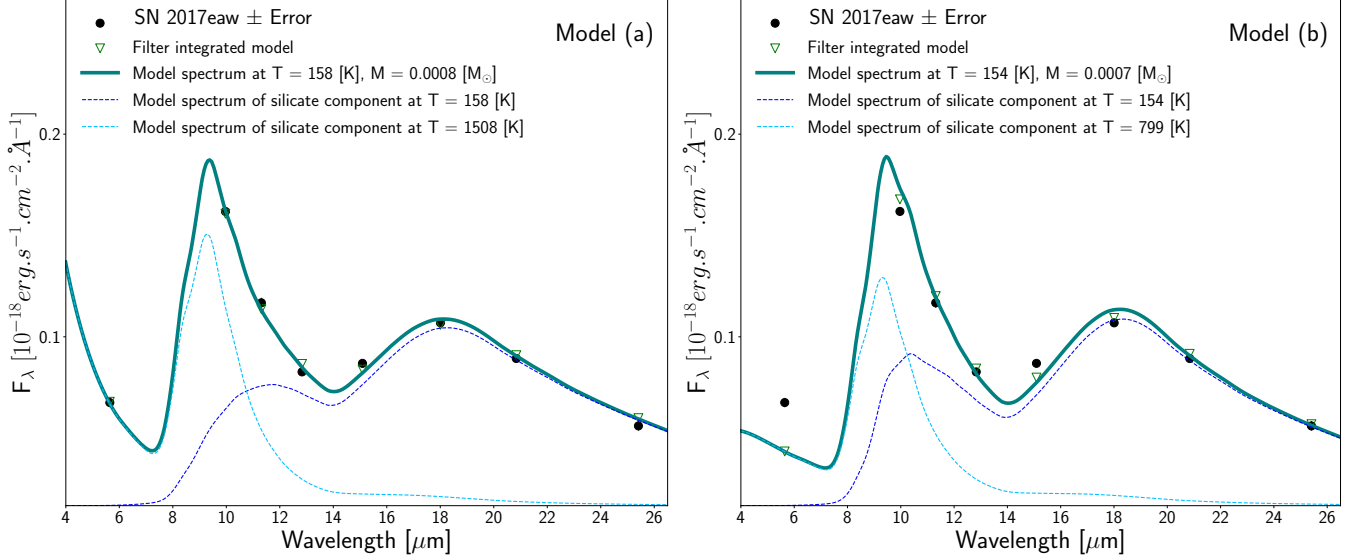 SN 2017eaw ± Error
Filter integrated model
Model spectrum at T = 158 [K], M = 0.0008 [M☉]
Model spectrum of silicate component at T = 158 [K]
Model spectrum of silicate component at T = 1508 [K]
Model (a)
F_λ [10^{-18} erg.s^{-1}.cm^{-2}.Å^{-1}]
0.2
0.1
4 6 8 10 12 14 16 18 20 22 24 26
Wavelength [μm]
SN 2017eaw ± Error
Filter integrated model
Model spectrum at T = 154 [K], M = 0.0007 [M☉]
Model spectrum of silicate component at T = 154 [K]
Model spectrum of silicate component at T = 799 [K]
Model (b)
F_λ [10^{-18} erg.s^{-1}.cm^{-2}.Å^{-1}]
0.2
0.1
4 6 8 10 12 14 16 18 20 22 24 26
Wavelength [μm]